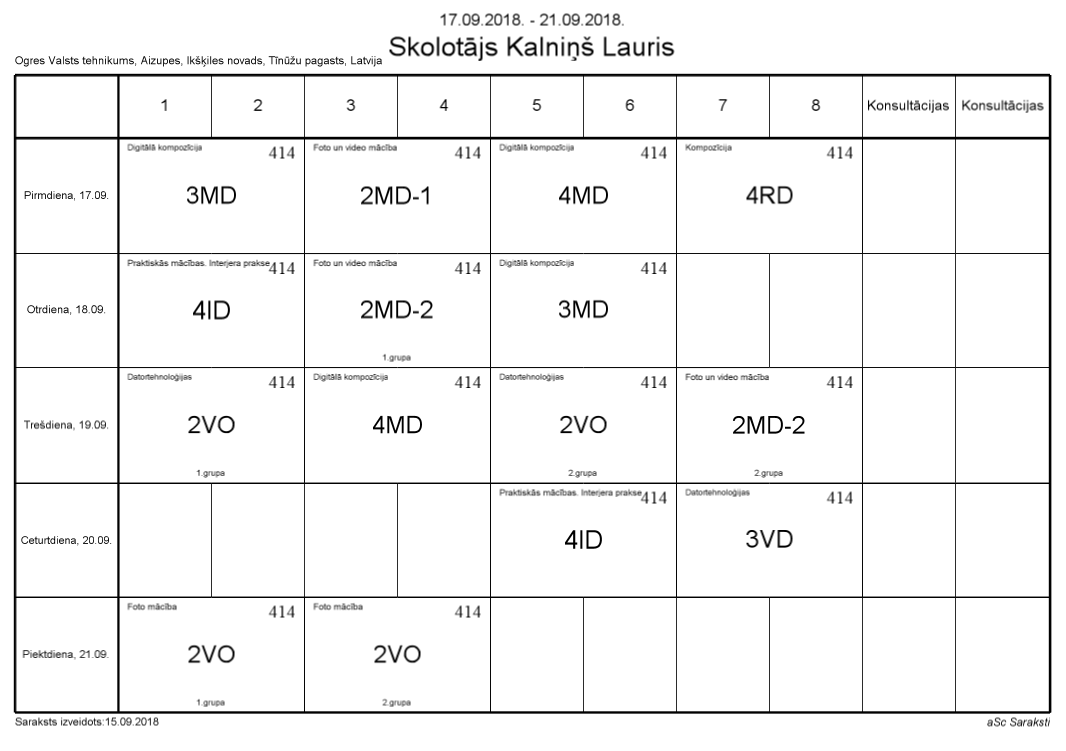 17.09.2018. - 21.09.2018.
Skolotājs Kalniņš Lauris
Ogres Valsts tehnikums, Aizupes, Ikšķiles novads, Tīnūžu pagasts, Latvija
1 2 3 4 5 6 7 8 Konsultācijas Konsultācijas
Digitālā kompozīcija 414 Foto un video mācība 414 Digitālā kompozīcija 414 Kompozīcija 414
Pirmdiena, 17.09. 3MD 2MD-1 4MD 4RD
Praktiskās mācības. Interjera prakse 414 Foto un video mācība 414 Digitālā kompozīcija 414
Otrdiena, 18.09. 4ID 2MD-2 3MD
1.grupa
Datortehnoloģijas 414 Digitālā kompozīcija 414 Datortehnoloģijas 414 Foto un video mācība 414
Trešdiena, 19.09. 2VO 4MD 2VO 2MD-2
1.grupa 2.grupa 2.grupa
Praktiskās mācības. Interjera prakse 414 Datortehnoloģijas 414
Ceturtdiena, 20.09. 4ID 3VD
Foto mācība 414 Foto mācība 414
Piektdiena, 21.09. 2VO 2VO
1.grupa 2.grupa
Saraksts izveidots:15.09.2018 aSc Saraksti